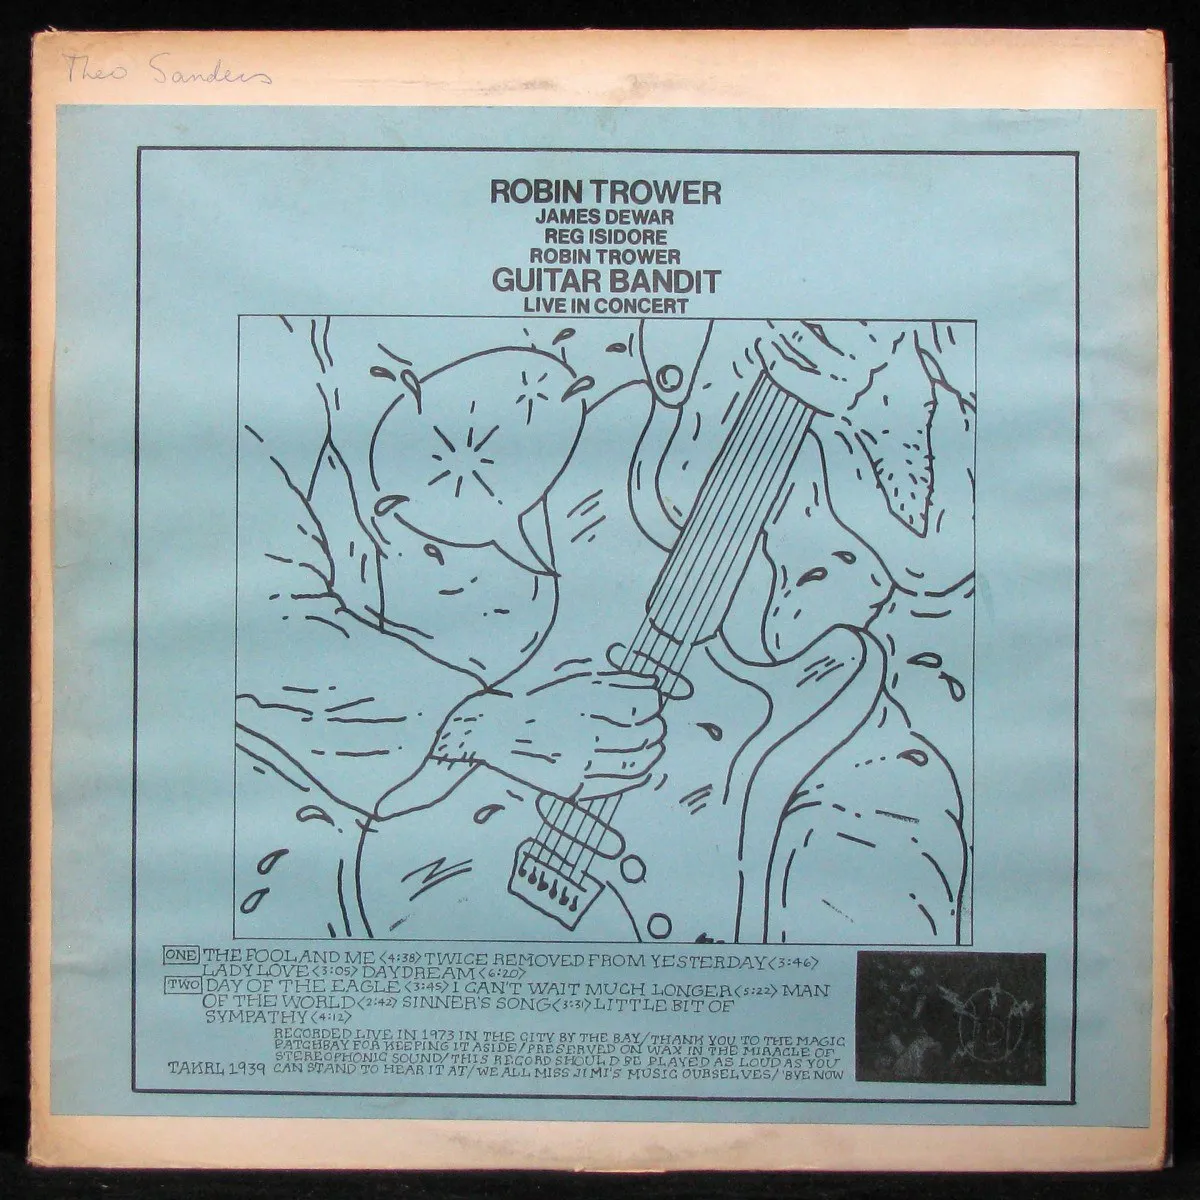 Theo Sanders
ROBIN TROWER
JAMES DEWAR
REG ISIDORE
ROBIN TROWER
GUITAR BANDIT
LIVE IN CONCERT
ONE THE FOOL AND ME <4:38> TWICE REMOVED FROM YESTERDAY <3:46>
LADY LOVE <3:05> DAYDREAM <6:20>
TWO DAY OF THE EAGLE <3:45> I CAN'T WAIT MUCH LONGER <5:22> MAN
OF THE WORLD <2:42> SINNER'S SONG <3:31> LITTLE BIT OF
SYMPATHY <4:12>
RECORDED LIVE IN 1973 IN THE CITY BY THE BAY/THANK YOU TO THE MAGIC
PATCHBAY FOR KEEPING IT ASIDE/PRESERVED ON WAX IN THE MIRACLE OF
STEREOPHONIC SOUND/THIS RECORD SHOULD BE PLAYED AS LOUD AS YOU
TAKRL 1939 CAN STAND TO HEAR IT AT/WE ALL MISS JIMI'S MUSIC OURSELVES/'BYE NOW